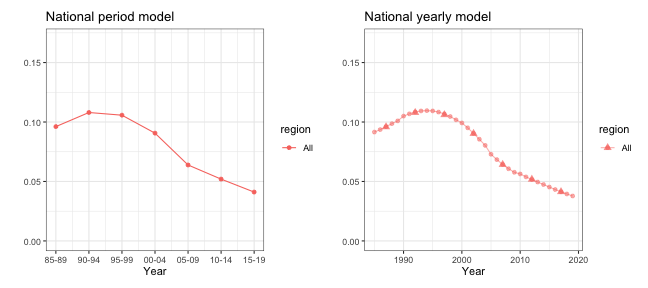 National period model
0.15
0.10
0.05
0.00
85-89 90-94 95-99 00-04 05-09 10-14 15-19
Year
region
All
National yearly model
0.15
0.10
0.05
0.00
1990 2000 2010 2020
Year
region
All